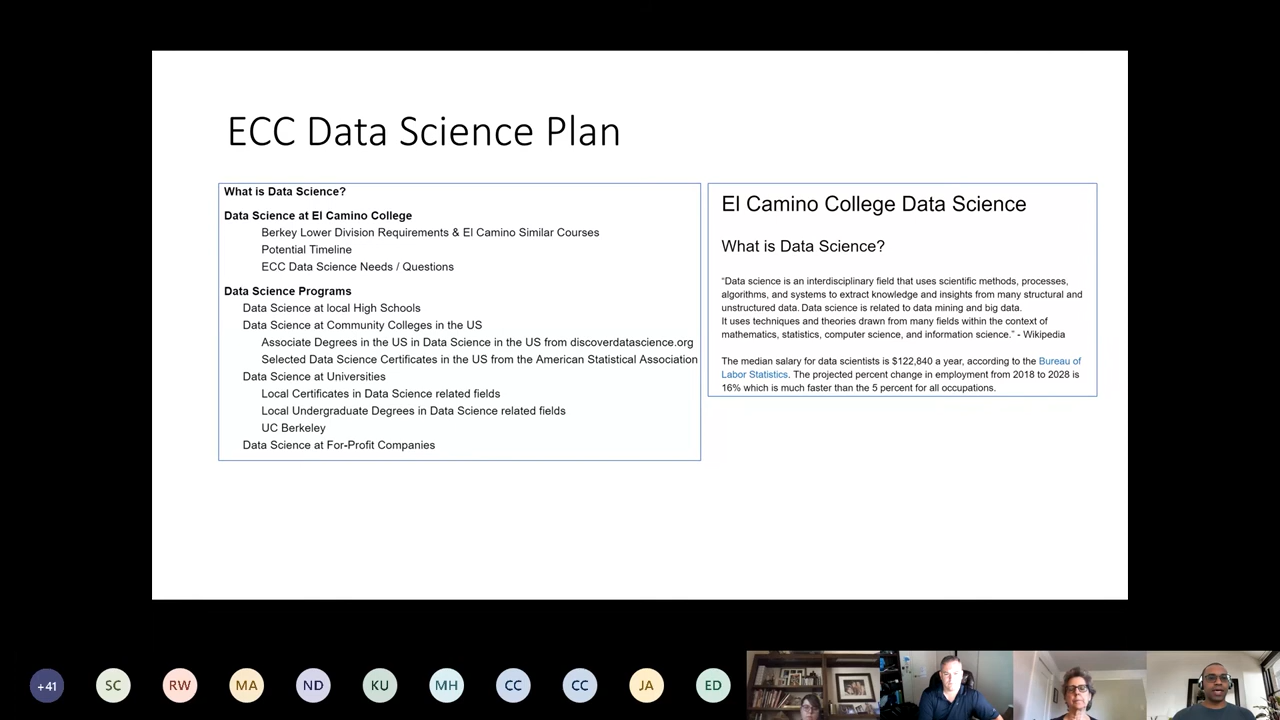 ECC Data Science Plan
What is Data Science?
Data Science at El Camino College
Berkey Lower Division Requirements & El Camino Similar Courses
Potential Timeline
ECC Data Science Needs / Questions
Data Science Programs
Data Science at local High Schools
Data Science at Community Colleges in the US
Associate Degrees in the US in Data Science in the US from discoverdatascience.org
Selected Data Science Certificates in the US from the American Statistical Association
Data Science at Universities
Local Certificates in Data Science related fields
Local Undergraduate Degrees in Data Science related fields
UC Berkeley
Data Science at For-Profit Companies
El Camino College Data Science
What is Data Science?
“Data science is an interdisciplinary field that uses scientific methods, processes,
algorithms, and systems to extract knowledge and insights from many structural and
unstructured data. Data science is related to data mining and big data.
It uses techniques and theories drawn from many fields within the context of
mathematics, statistics, computer science, and information science.” - Wikipedia
The median salary for data scientists is $122,840 a year, according to the Bureau of
Labor Statistics. The projected percent change in employment from 2018 to 2028 is
16% which is much faster than the 5 percent for all occupations.
+41 SC RW MA ND KU MH CC CC JA ED